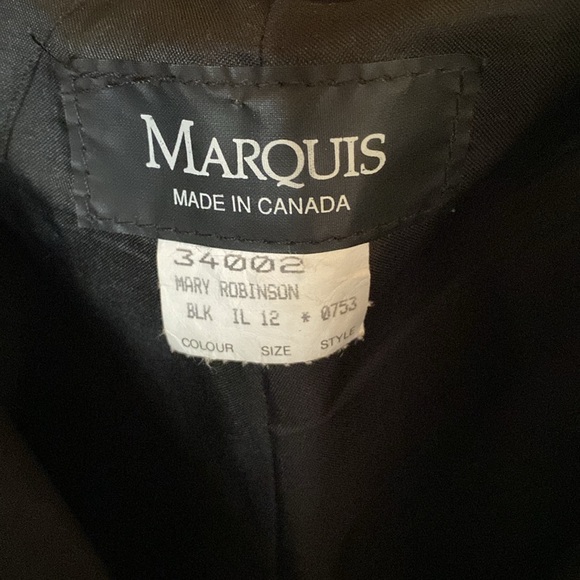 MARQUIS
MADE IN CANADA
34002
MARY ROBINSON
BLK IL 12 * 0753
COLOUR SIZE STYLE